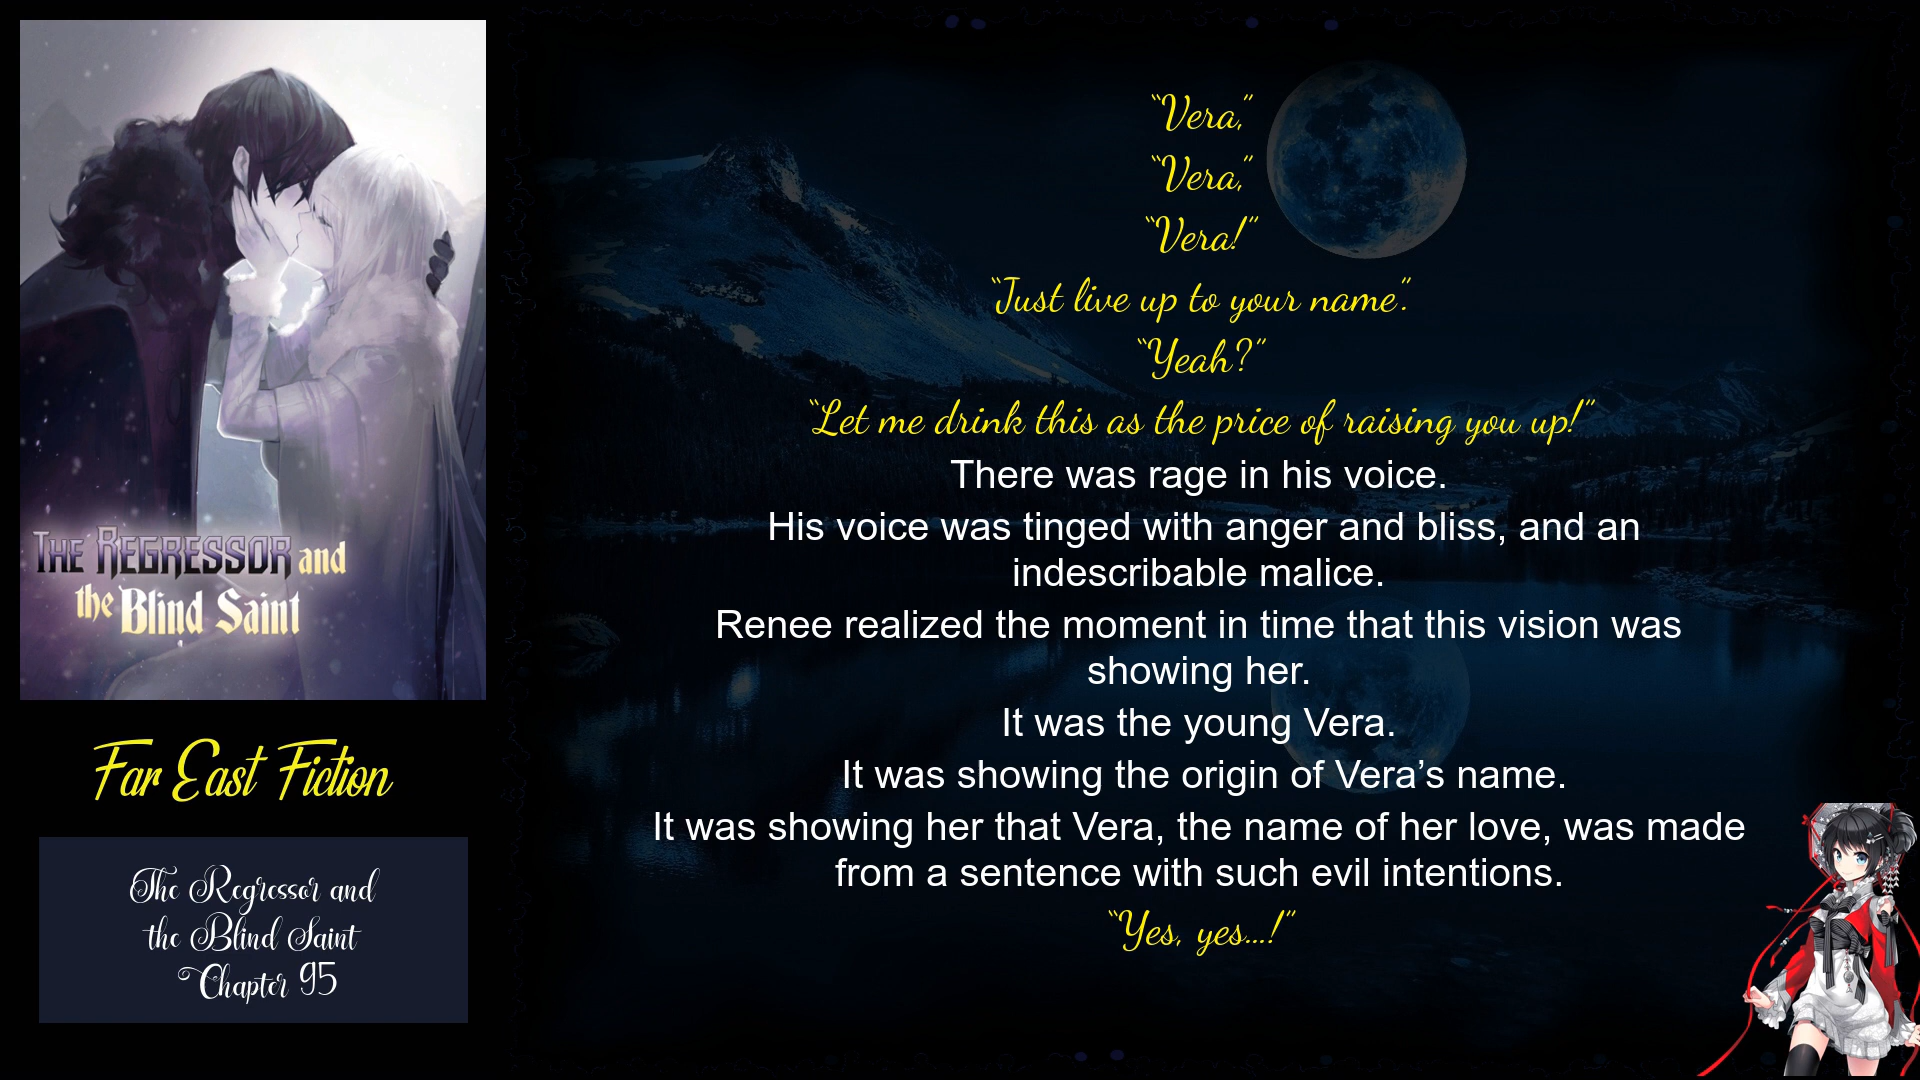 THE REGRESSOR and
the Blind Saint
Far East Fiction
The Regressor and
the Blind Saint
Chapter 95
“Vera,”
“Vera,”
“Vera!”
“Just live up to your name”.
“Yeah?”
“Let me drink this as the price of raising you up!”
There was rage in his voice.
His voice was tinged with anger and bliss, and an
indescribable malice.
Renee realized the moment in time that this vision was
showing her.
It was the young Vera.
It was showing the origin of Vera’s name.
It was showing her that Vera, the name of her love, was made
from a sentence with such evil intentions.
“Yes, yes…!”